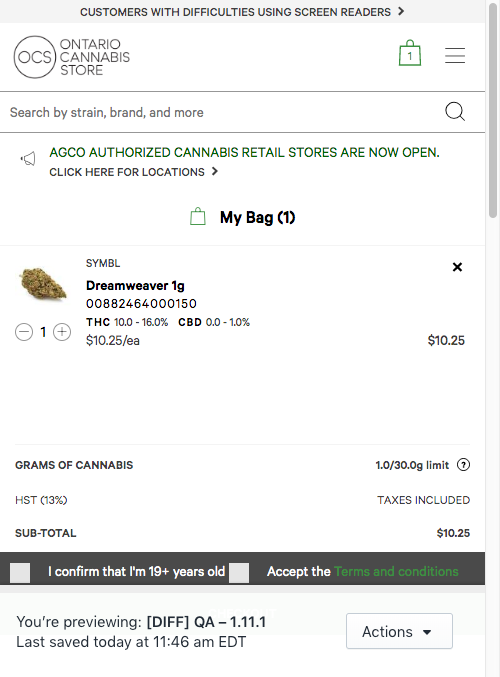 CUSTOMERS WITH DIFFICULTIES USING SCREEN READERS
OCS ONTARIO
CANNABIS
STORE
1
Search by strain, brand, and more
AGCO AUTHORIZED CANNABIS RETAIL STORES ARE NOW OPEN.
CLICK HERE FOR LOCATIONS
My Bag (1)
SYMBL
Dreamweaver 1g
00882464000150
THC 10.0 - 16.0% CBD 0.0 - 1.0%
1
$10.25/ea $10.25
GRAMS OF CANNABIS 1.0/30.0g limit ?
HST (13%) TAXES INCLUDED
SUB-TOTAL $10.25
I confirm that I'm 19+ years old Accept the Terms and conditions
You're previewing: [DIFF] QA – 1.11.1
Last saved today at 11:46 am EDT
Actions